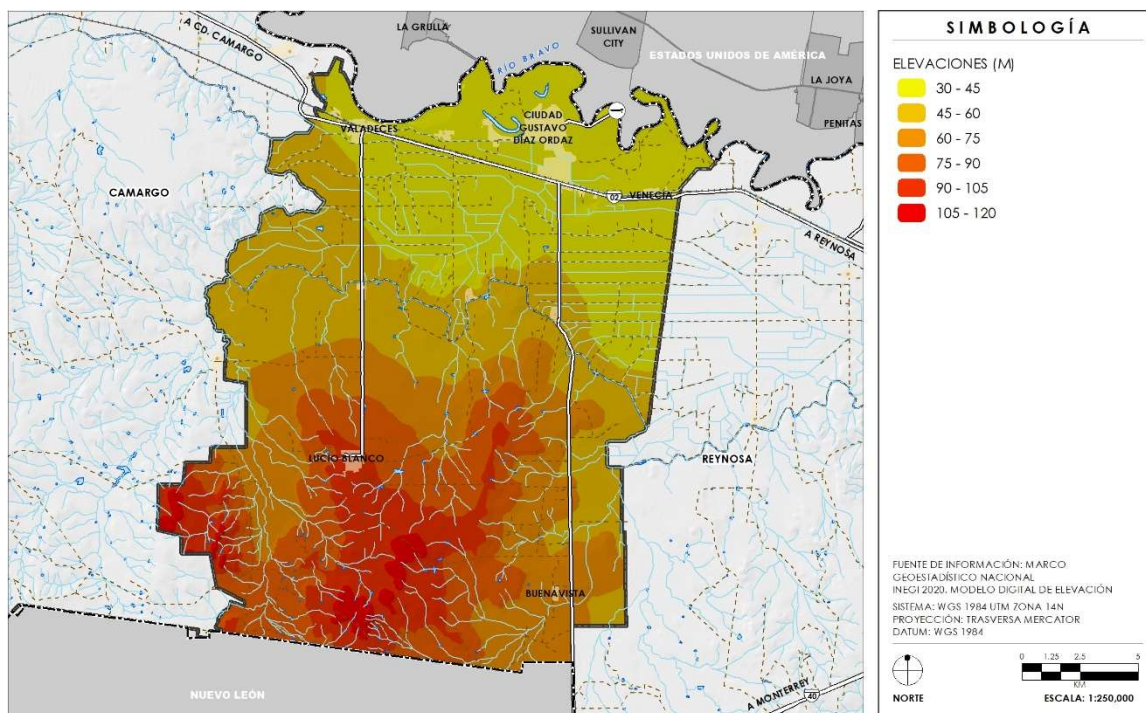 A CD. CAMARGO
LA GRULLA
SULLIVAN
CITY
ESTADOS UNIDOS DE AMÉRICA
RÍO BRAVO
LA JOYA
PENITAS
VALADECES
CIUDAD
GUSTAVO
DÍAZ ORDAZ
CAMARGO
02
VENECIA
A REYNOSA
LUCIO BLANCO
REYNOSA
BUENAVISTA
NUEVO LEÓN
A MONTERREY
40
SIMBOLOGÍA
ELEVACIONES (M)
30 - 45
45 - 60
60 - 75
75 - 90
90 - 105
105 - 120
FUENTE DE INFORMACIÓN: MARCO
GEOESTADÍSTICO NACIONAL
INEGI 2020. MODELO DIGITAL DE ELEVACIÓN
SISTEMA: WGS 1984 UTM ZONA 14N
PROYECCIÓN: TRASVERSA MERCATOR
DATUM: WGS 1984
0 1.25 2.5 5
KM
NORTE
ESCALA: 1:250,000